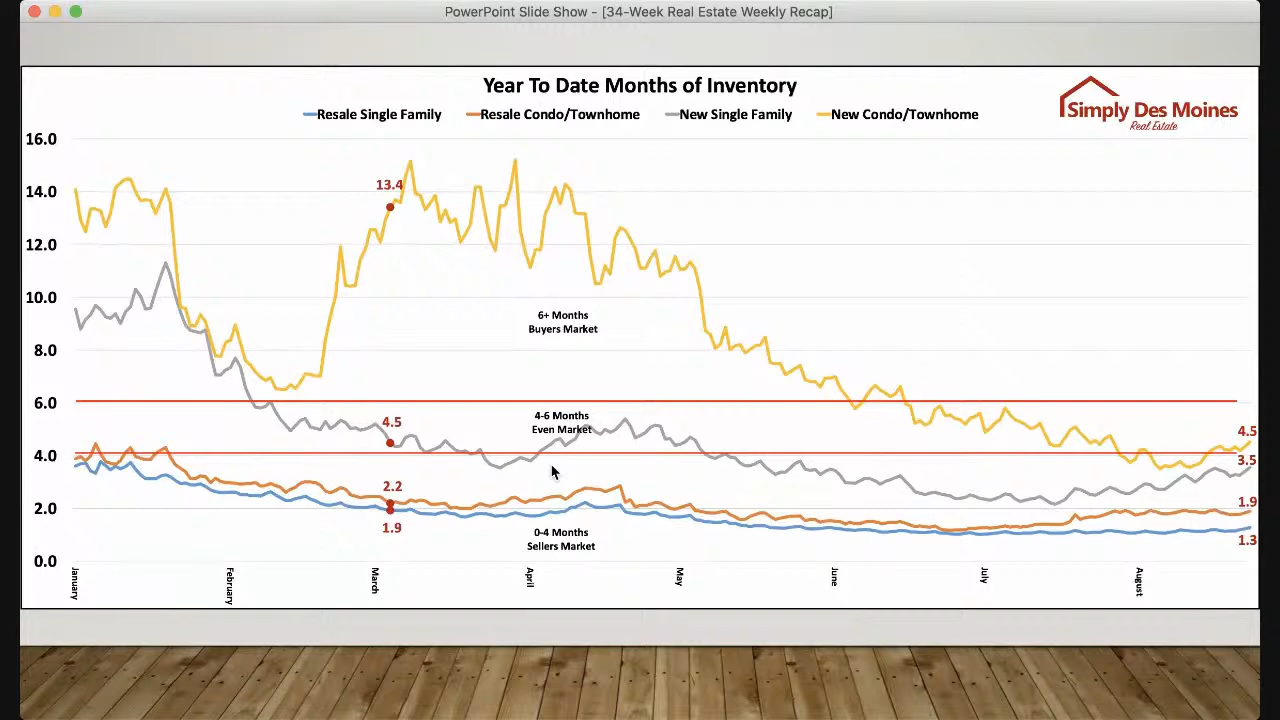 PowerPoint Slide Show - [34-Week Real Estate Weekly Recap]
Year To Date Months of Inventory
Resale Single Family
Resale Condo/Townhome
New Single Family
New Condo/Townhome
Simply Des Moines
Real Estate
16.0
14.0
12.0
10.0
8.0
6.0
4.0
2.0
0.0
13.4
4.5
2.2
1.9
6+ Months
Buyers Market
4-6 Months
Even Market
0-4 Months
Sellers Market
4.5
3.5
1.9
1.3
January
February
March
April
May
June
July
August